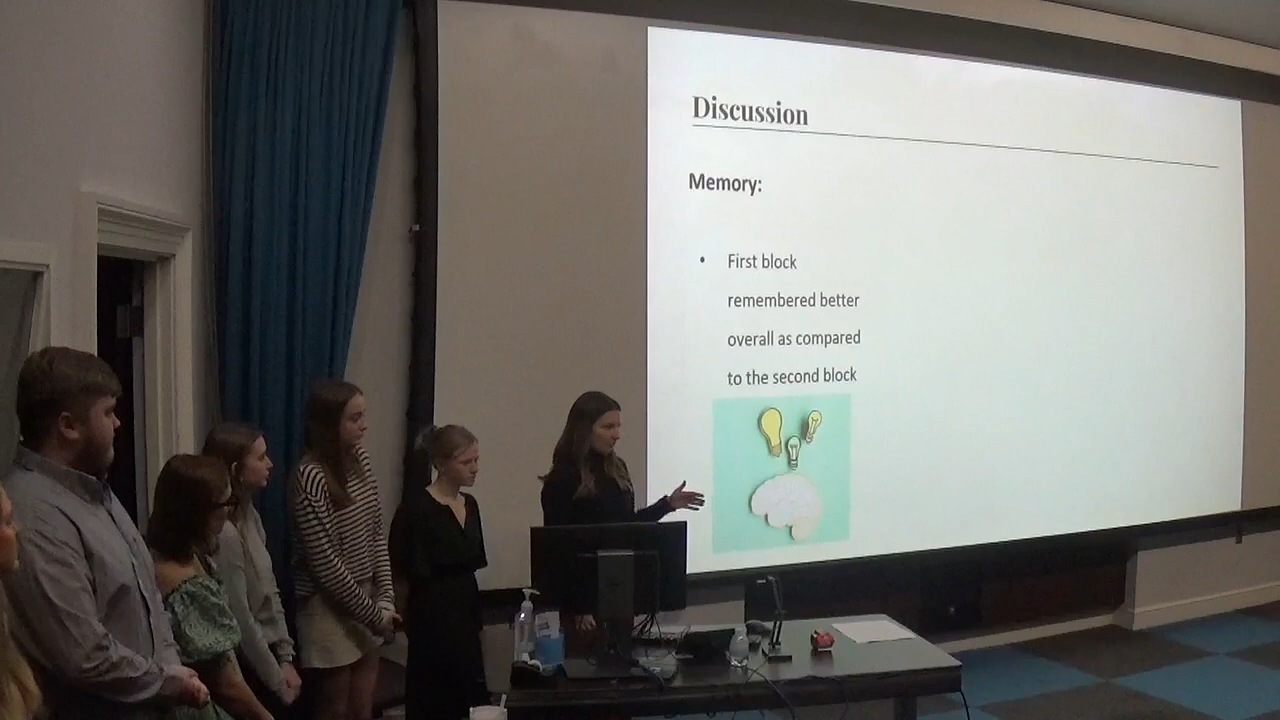 Discussion
Memory:
• First block
remembered better
overall as compared
to the second block